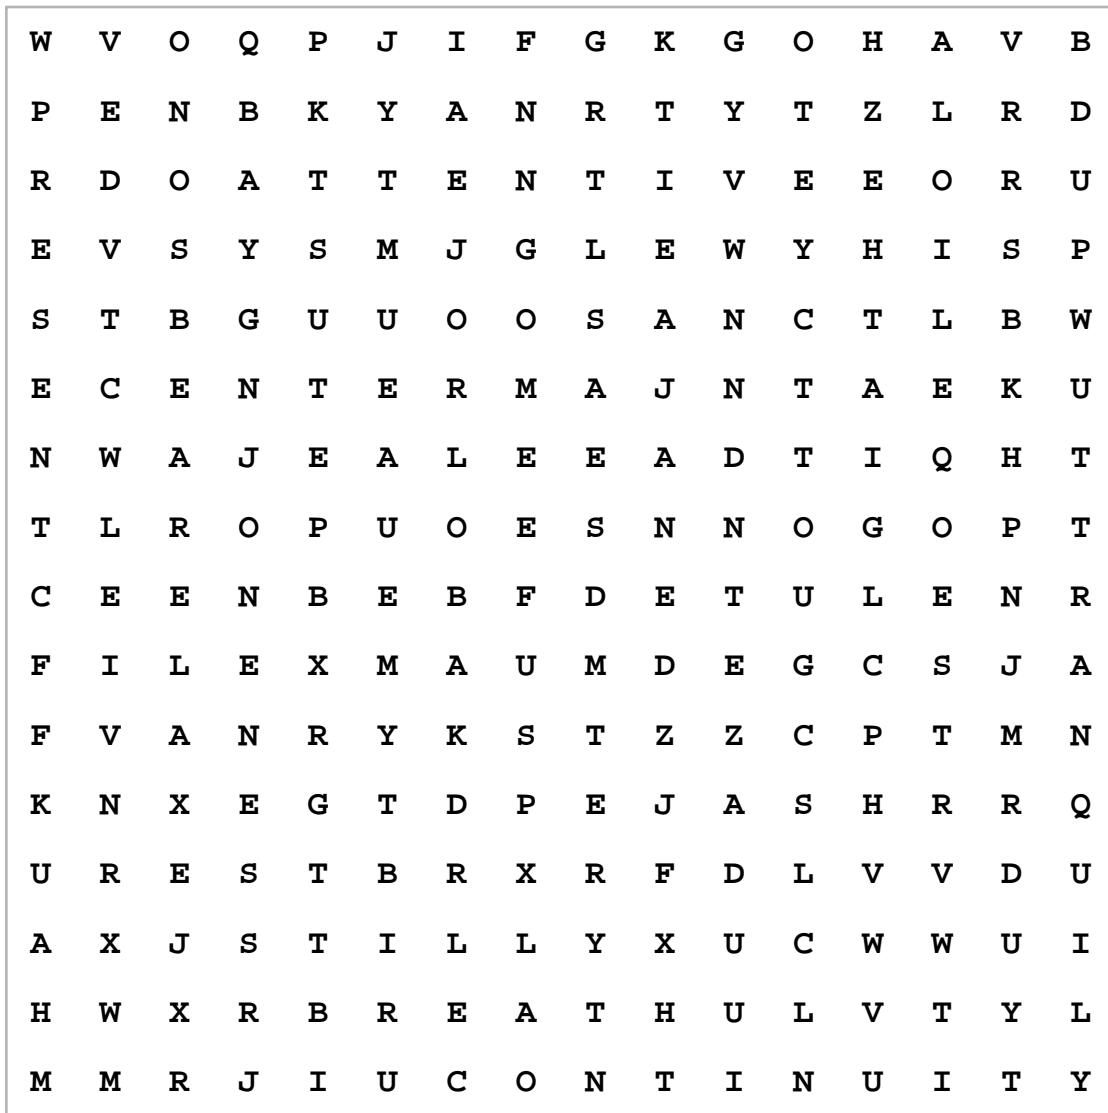 W V O Q P J I F G K G O H A V B
P E N B K Y A N R T Y T Z L R D
R D O A T T E N T I V E E O R U
E V S Y S M J G L E W Y H I S P
S T B G U U O O S A N C T L B W
E C E N T E R M A J N T A E K U
N W A J E A L E E A D T I Q H T
T L R O P U O E S N N O G O P T
C E E N B E B F D E T U L E N R
F I L E X M A U M D E G C S J A
F V A N R Y K S T Z Z C P T M N
K N X E G T D P E J A S H R R Q
U R E S T B R X R F D L V V D U
A X J S T I L L Y X U C W W U I
H W X R B R E A T H U L V T Y L
M M R J I U C O N T I N U I T Y